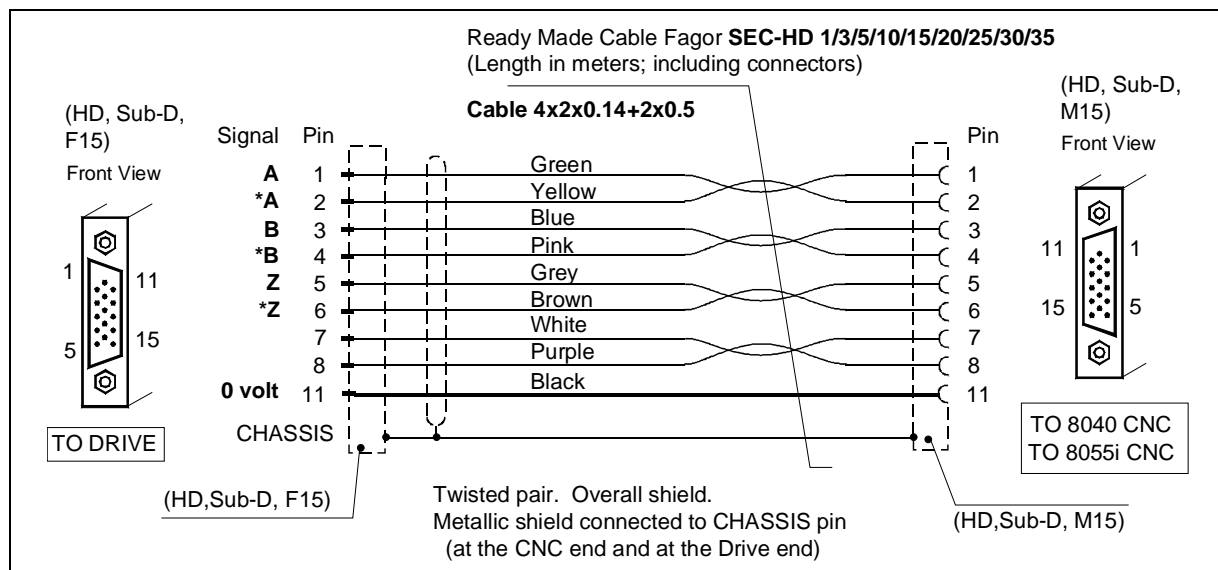 Ready Made Cable Fagor SEC-HD 1/3/5/10/15/20/25/30/35
(Length in meters; including connectors)
Cable 4x2x0.14+2x0.5
(HD, Sub-D,
F15)
Front View
1
11
5
15
TO DRIVE
Signal Pin
A 1 Green 1
*A 2 Yellow 2
B 3 Blue 3
*B 4 Pink 4
Z 5 Grey 5
*Z 6 Brown 6
7 White 7
8 Purple 8
0 volt 11 Black 11
CHASSIS
Pin
(HD, Sub-D,
M15)
Front View
11
1
15
5
TO 8040 CNC
TO 8055i CNC
(HD,Sub-D, F15)
Twisted pair. Overall shield.
Metallic shield connected to CHASSIS pin
(at the CNC end and at the Drive end)
(HD,Sub-D, M15)